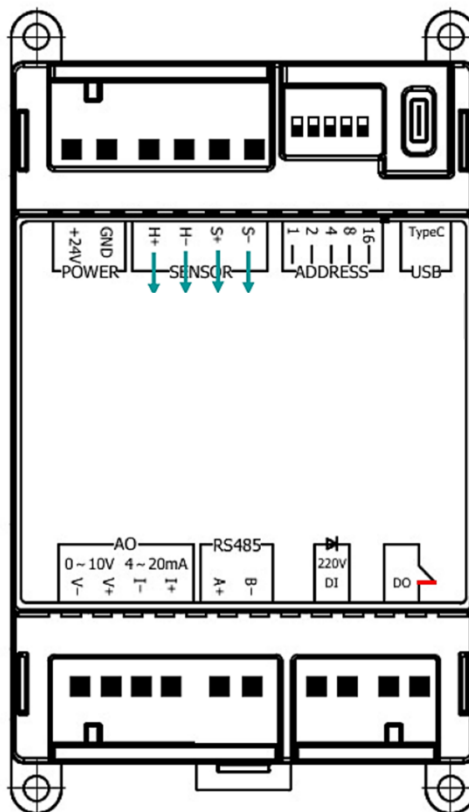 +24V GND H+ H- S+ S- 1 2 4 8 16 TypeC
POWER SENSOR ADDRESS USB
AO RS485
0~10V 4~20mA 220V
V- V+ I- I+ A+ B- DI DO